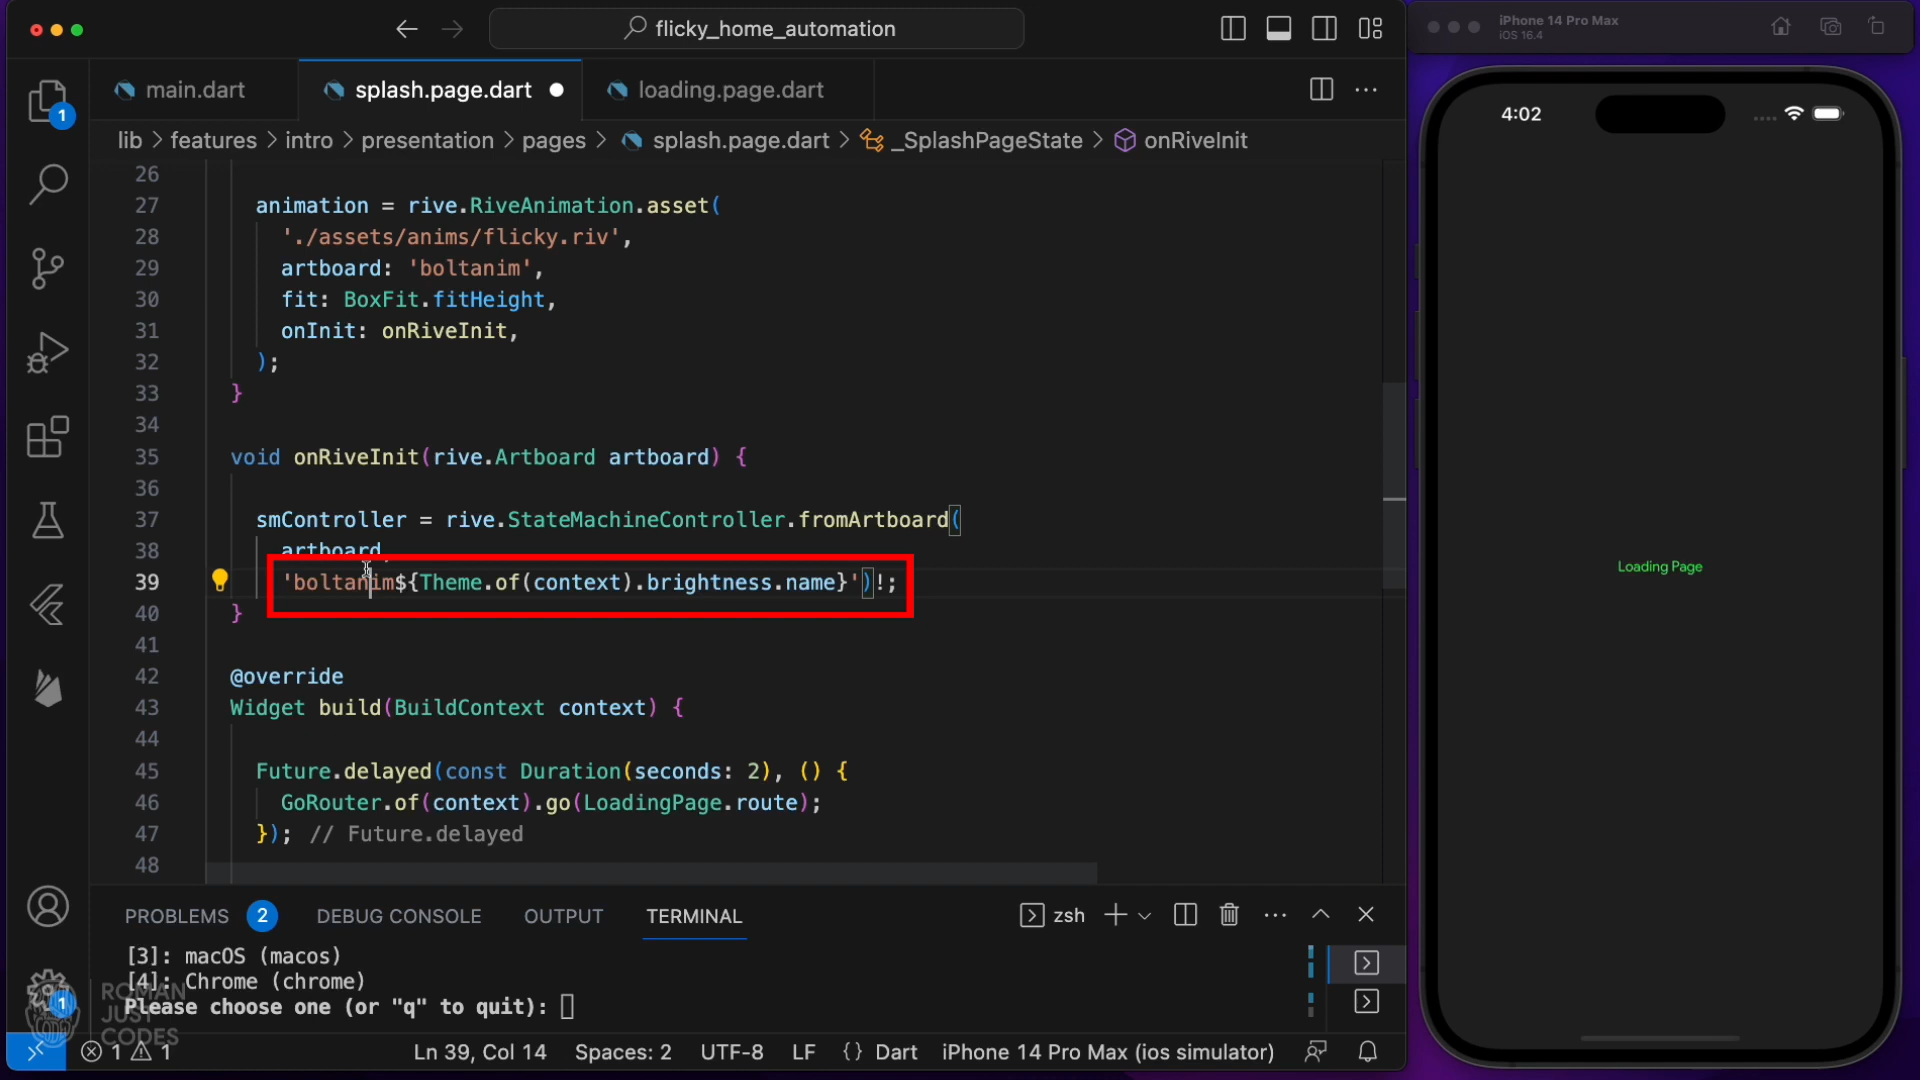 flicky_home_automation
iPhone 14 Pro Max
iOS 16.4
main.dart
splash.page.dart
loading.page.dart
lib > features > intro > presentation > pages > splash.page.dart > _SplashPageState > onRiveInit
26
27 animation = rive.RiveAnimation.asset(
28 './assets/anims/flicky.riv',
29 artboard: 'boltanim',
30 fit: BoxFit.fitHeight,
31 onInit: onRiveInit,
32 );
33 }
34
35 void onRiveInit(rive.Artboard artboard) {
36
37 smController = rive.StateMachineController.fromArtboard(
38 artboard,
39 'boltanim${Theme.of(context).brightness.name}')!;
40 }
41
42 @override
43 Widget build(BuildContext context) {
44
45 Future.delayed(const Duration(seconds: 2), () {
46 GoRouter.of(context).go(LoadingPage.route);
47 }); // Future.delayed
48
4:02
Loading Page
1
PROBLEMS 2 DEBUG CONSOLE OUTPUT TERMINAL zsh
[3]: macOS (macos)
[4]: Chrome (chrome)
Please choose one (or "q" to quit):
1
ROMAN
JUST
CODES
1 1 Ln 39, Col 14 Spaces: 2 UTF-8 LF {} Dart iPhone 14 Pro Max (ios simulator)